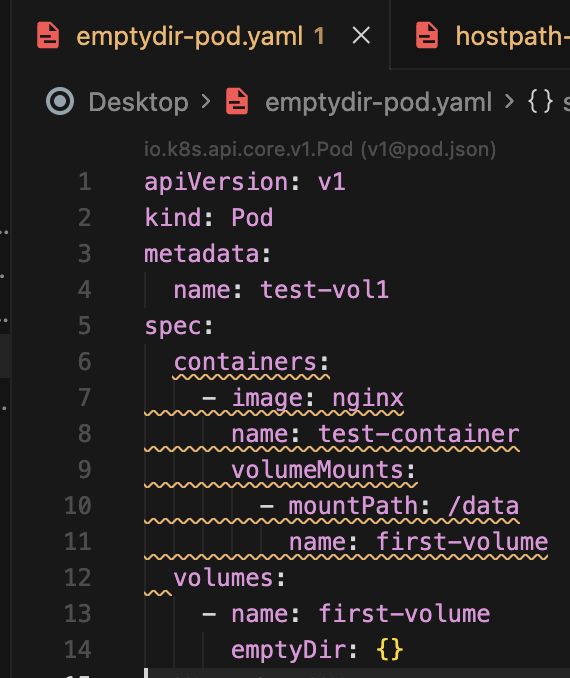 emptydir-pod.yaml 1 × hostpath-
Desktop > emptydir-pod.yaml > {} s
io.k8s.api.core.v1.Pod (v1@pod.json)
1 apiVersion: v1
2 kind: Pod
3 metadata:
4   name: test-vol1
5 spec:
6   containers:
7     - image: nginx
8       name: test-container
9       volumeMounts:
10         - mountPath: /data
11           name: first-volume
12   volumes:
13     - name: first-volume
14       emptyDir: {}